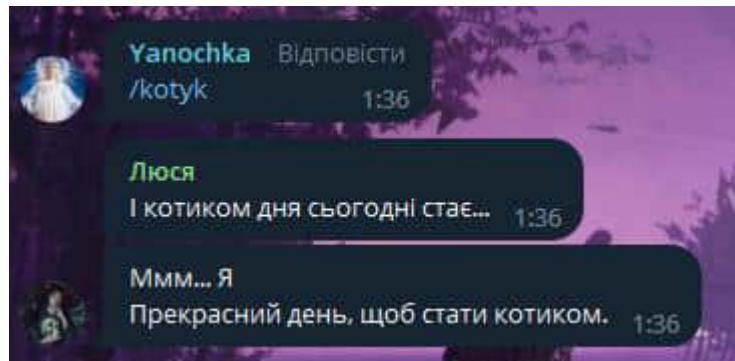 Yanochka Відповісти
/kotyk
1:36
Люся
І котиком дня сьогодні стає...
1:36
Ммм... Я
Прекрасний день, щоб стати котиком.
1:36